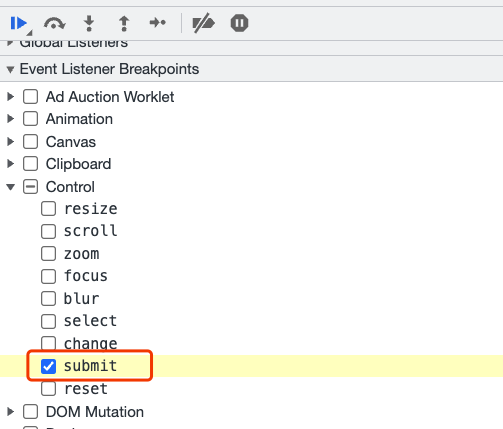 Global Listeners
Event Listener Breakpoints
Ad Auction Worklet
Animation
Canvas
Clipboard
Control
resize
scroll
zoom
focus
blur
select
change
submit
reset
DOM Mutation